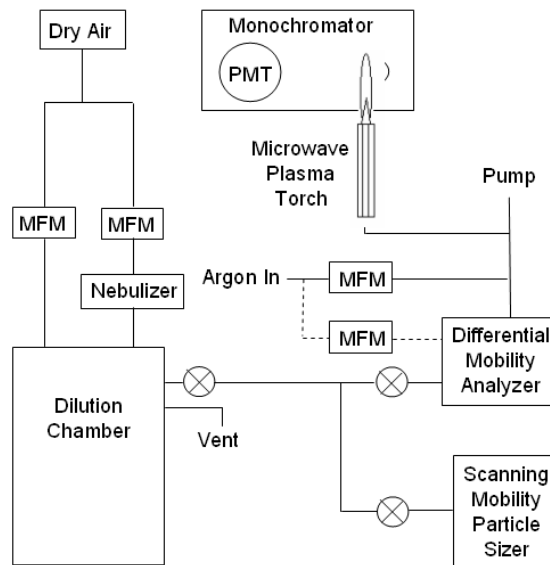 Dry Air
Monochromator
PMT
Microwave
Plasma
Torch
Pump
MFM
MFM
Nebulizer
Argon In
MFM
MFM
Differential
Mobility
Analyzer
Dilution
Chamber
Vent
Scanning
Mobility
Particle
Sizer